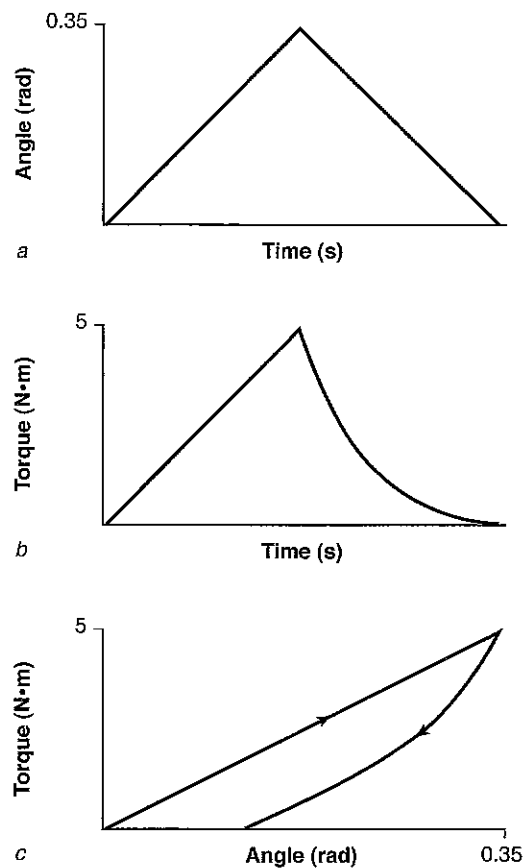 0.35
Angle (rad)
Time (s)
a
5
Torque (N•m)
Time (s)
b
5
Torque (N•m)
Angle (rad)
0.35
c